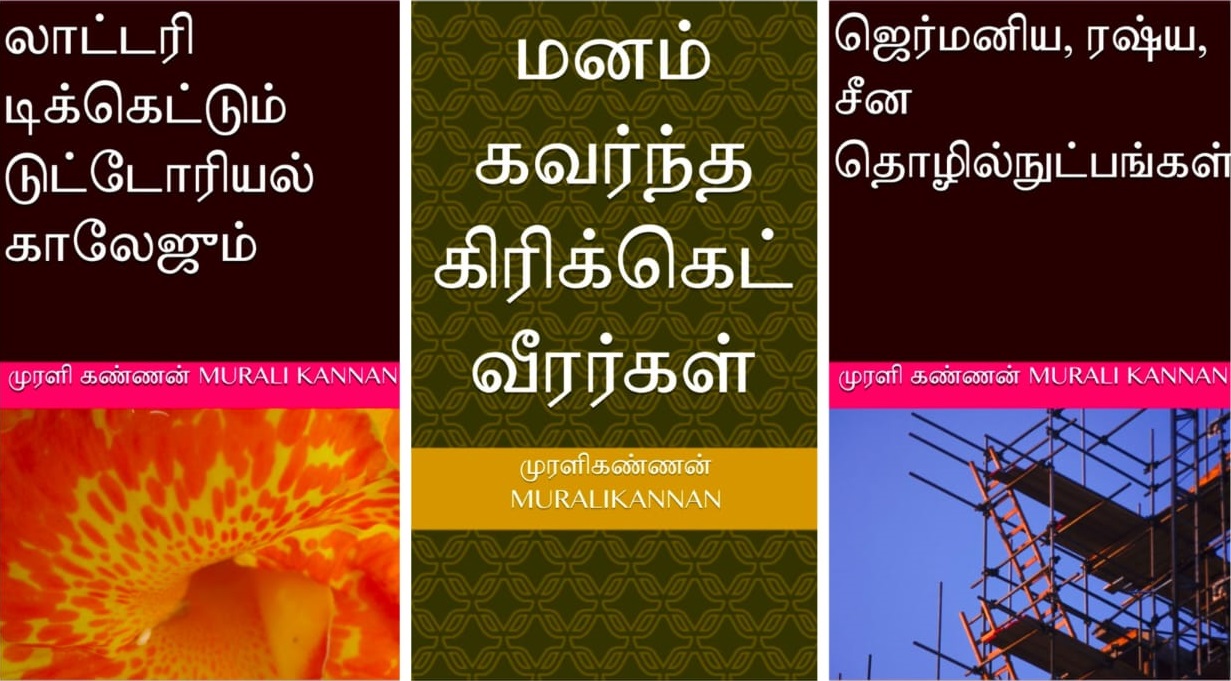 லாட்டரி
டிக்கெட்டும்
டுட்டோரியல்
காலேஜும்
முரளி கண்ணன் MURALI KANNAN
மனம்
கவர்ந்த
கிரிக்கெட்
வீரர்கள்
முரளிகண்ணன்
MURALIKANNAN
ஜெர்மனிய, ரஷ்ய,
சீன
தொழில்நுட்பங்கள்
முரளி கண்ணன் MURALI KANNAN